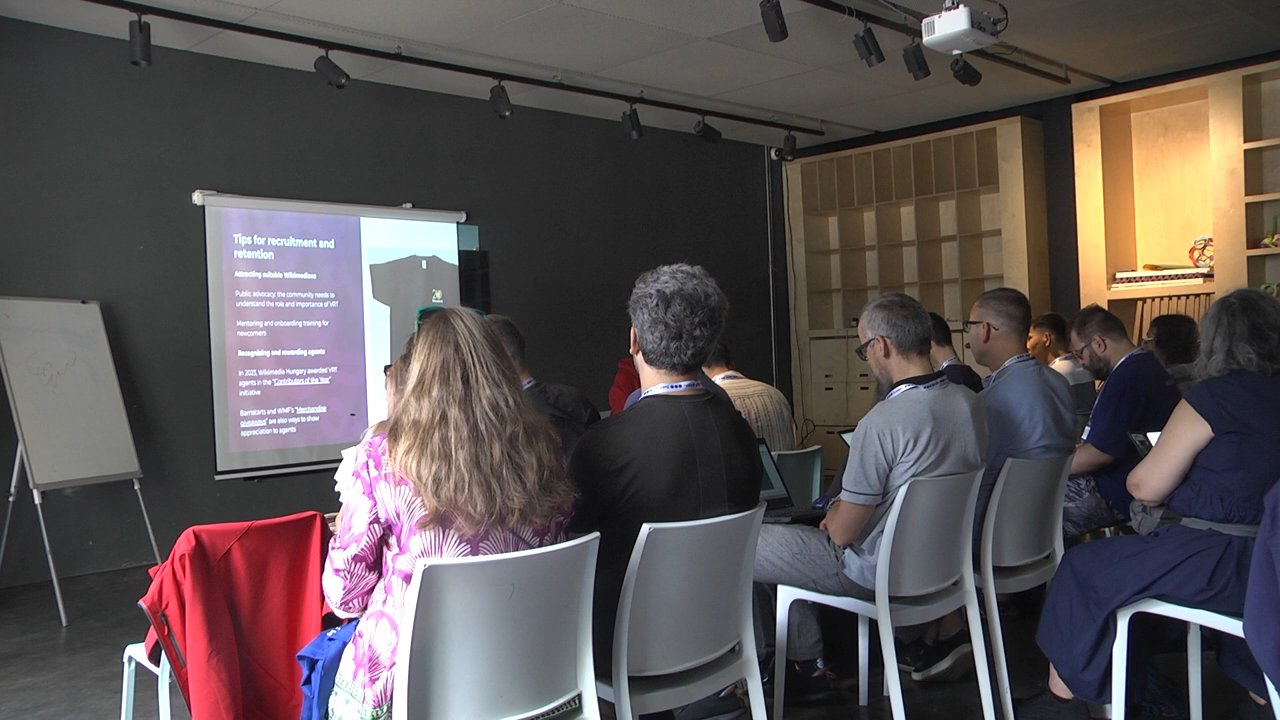 Tips for recruitment and
retention
Attracting suitable Wikimedians
Public advocacy: the community needs to
understand the role and importance of VRT
Mentoring and onboarding training for
newcomers
Recognising and rewarding agents
In 2023, Wikimedia Hungary awarded VRT
agents in the "Contributors of the Year"
initiative
Barnstarts and WMF's "Merchandise
giveaways" are also ways to show
appreciation to agents